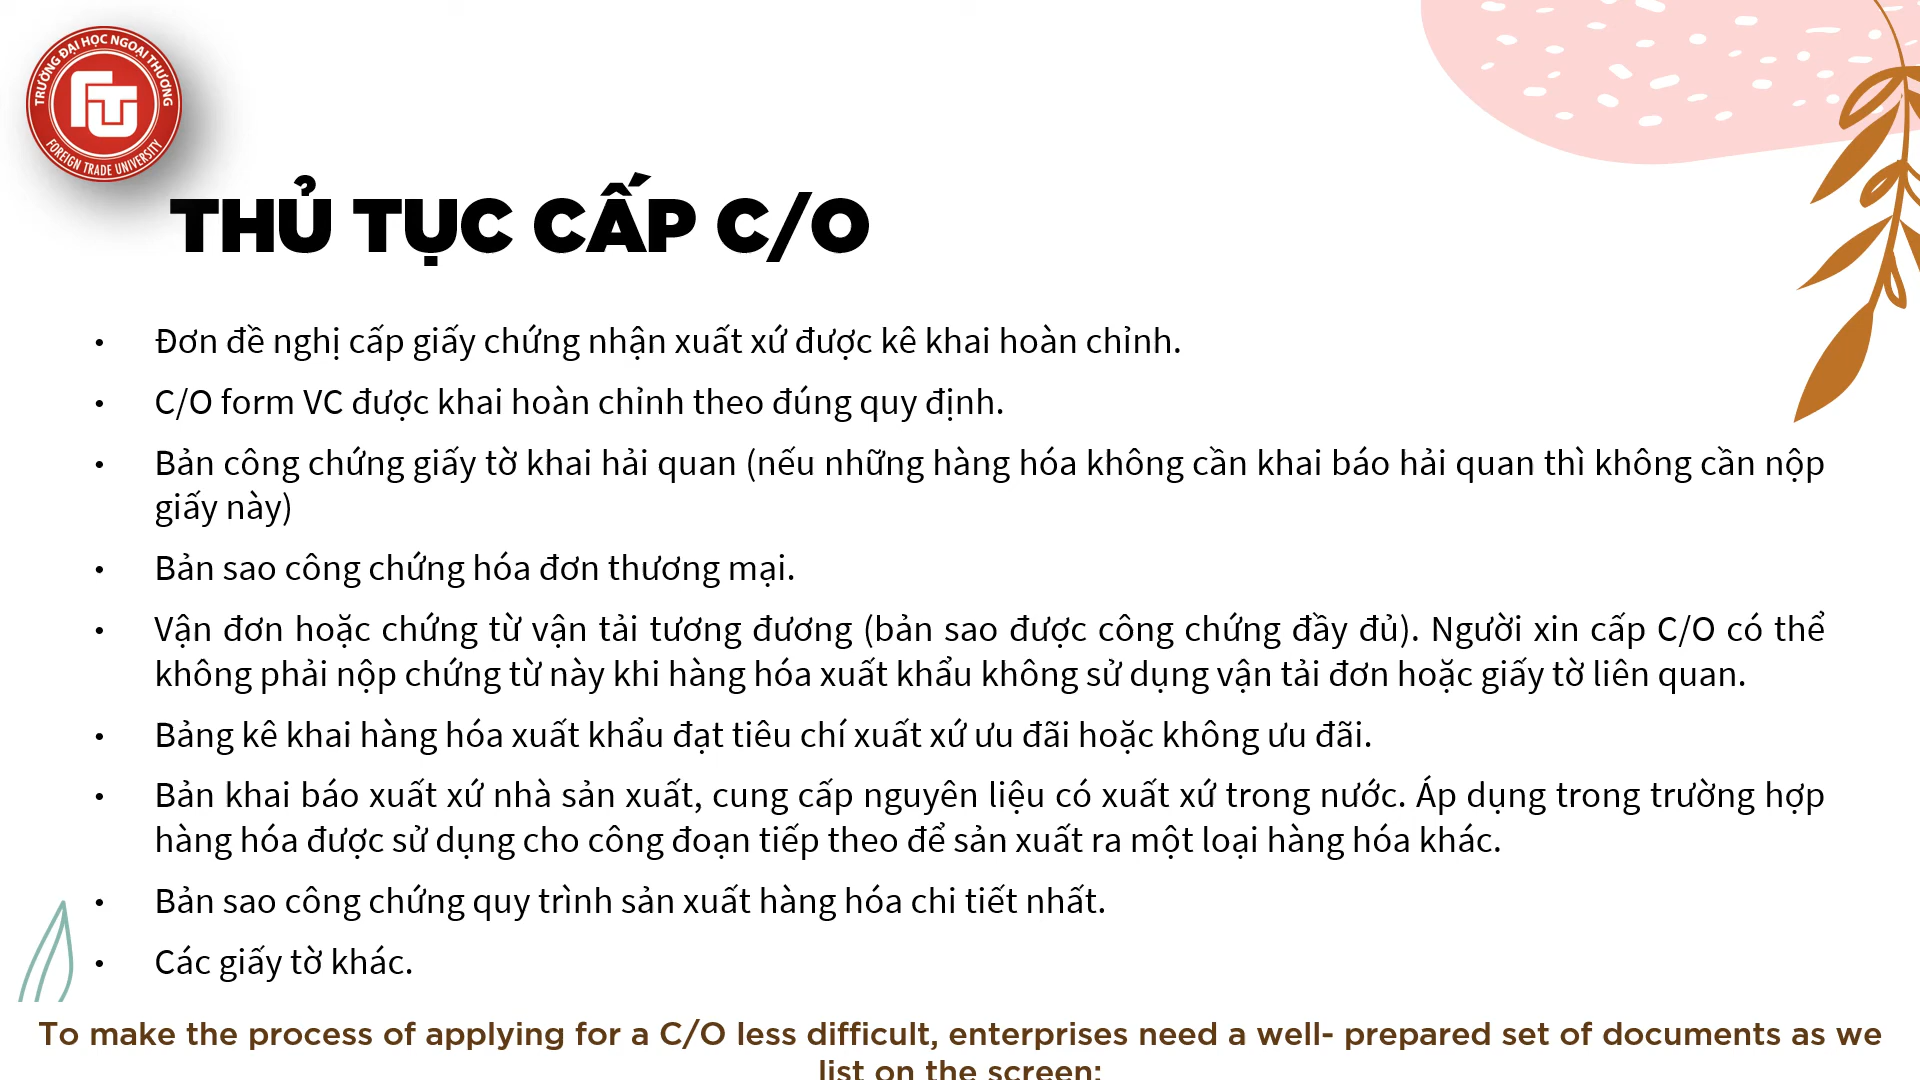 TRƯỜNG ĐẠI HỌC NGOẠI THƯƠNG
FTU
FOREIGN TRADE UNIVERSITY
THỦ TỤC CẤP C/O
• Đơn đề nghị cấp giấy chứng nhận xuất xứ được kê khai hoàn chỉnh.
• C/O form VC được khai hoàn chỉnh theo đúng quy định.
• Bản công chứng giấy tờ khai hải quan (nếu những hàng hóa không cần khai báo hải quan thì không cần nộp
giấy này)
• Bản sao công chứng hóa đơn thương mại.
• Vận đơn hoặc chứng từ vận tải tương đương (bản sao được công chứng đầy đủ). Người xin cấp C/O có thể
không phải nộp chứng từ này khi hàng hóa xuất khẩu không sử dụng vận tải đơn hoặc giấy tờ liên quan.
• Bảng kê khai hàng hóa xuất khẩu đạt tiêu chí xuất xứ ưu đãi hoặc không ưu đãi.
• Bản khai báo xuất xứ nhà sản xuất, cung cấp nguyên liệu có xuất xứ trong nước. Áp dụng trong trường hợp
hàng hóa được sử dụng cho công đoạn tiếp theo để sản xuất ra một loại hàng hóa khác.
• Bản sao công chứng quy trình sản xuất hàng hóa chi tiết nhất.
• Các giấy tờ khác.
To make the process of applying for a C/O less difficult, enterprises need a well- prepared set of documents as we
list on the screen: